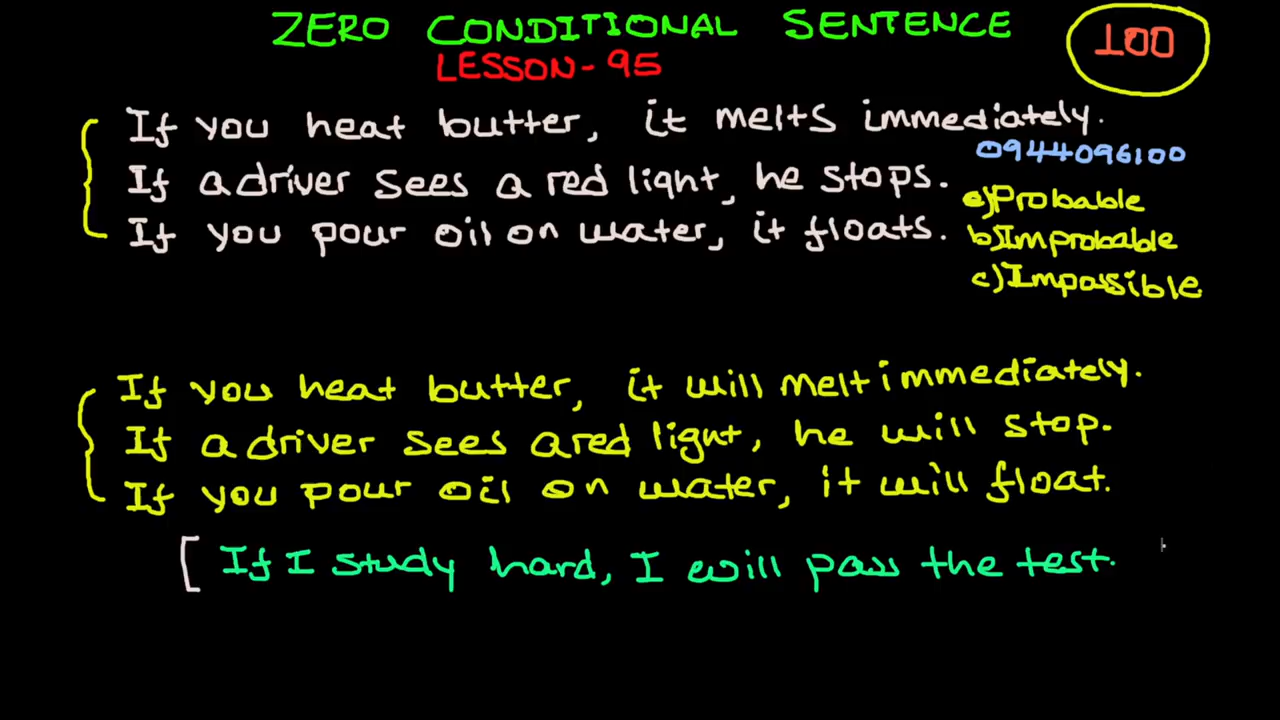 ZERO CONDITIONAL SENTENCE
100
LESSON-95
If you heat butter, it melts immediately.
0944096100
If a driver sees a red light, he stops.
a) Probable
If you pour oil on water, it floats.
b) Improbable
c) Impossible
If you heat butter, it will melt immediately.
If a driver sees a red light, he will stop.
If you pour oil on water, it will float.
[ If I study hard, I will pass the test.